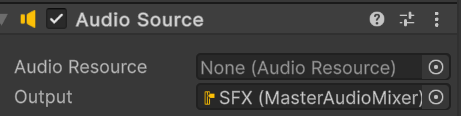 Audio Source
Audio Resource None (Audio Resource)
Output SFX (MasterAudioMixer)